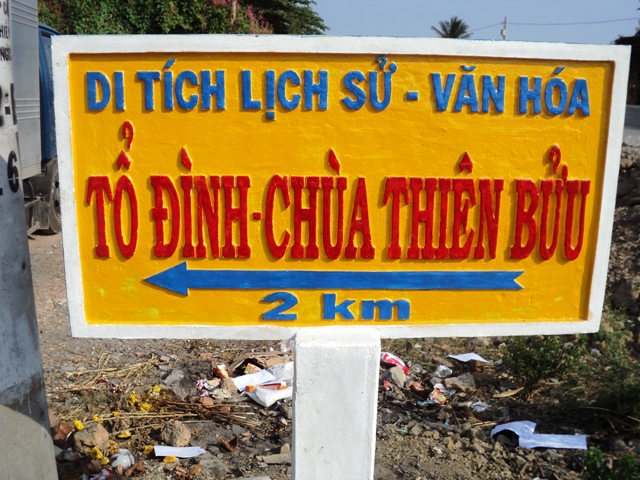 DI TÍCH LỊCH SỬ - VĂN HÓA
TỔ ĐÌNH-CHÙA THIÊN BỬU
2 km